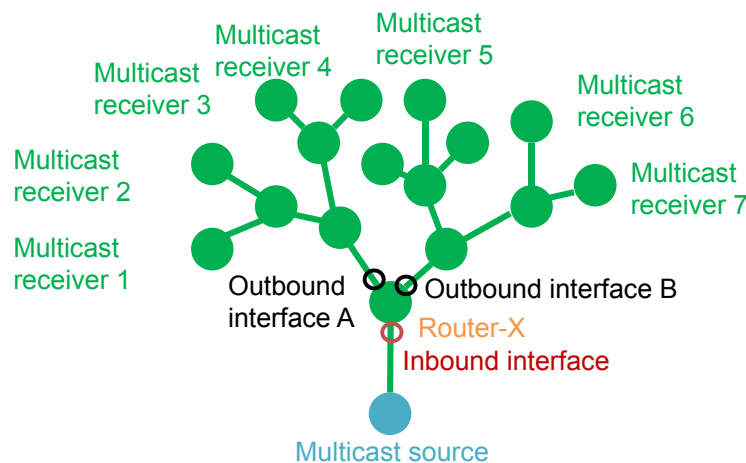 Multicast
receiver 4
Multicast
receiver 5
Multicast
receiver 3
Multicast
receiver 6
Multicast
receiver 2
Multicast
receiver 7
Multicast
receiver 1
Outbound
interface A
Outbound interface B
Router-X
Inbound interface
Multicast source